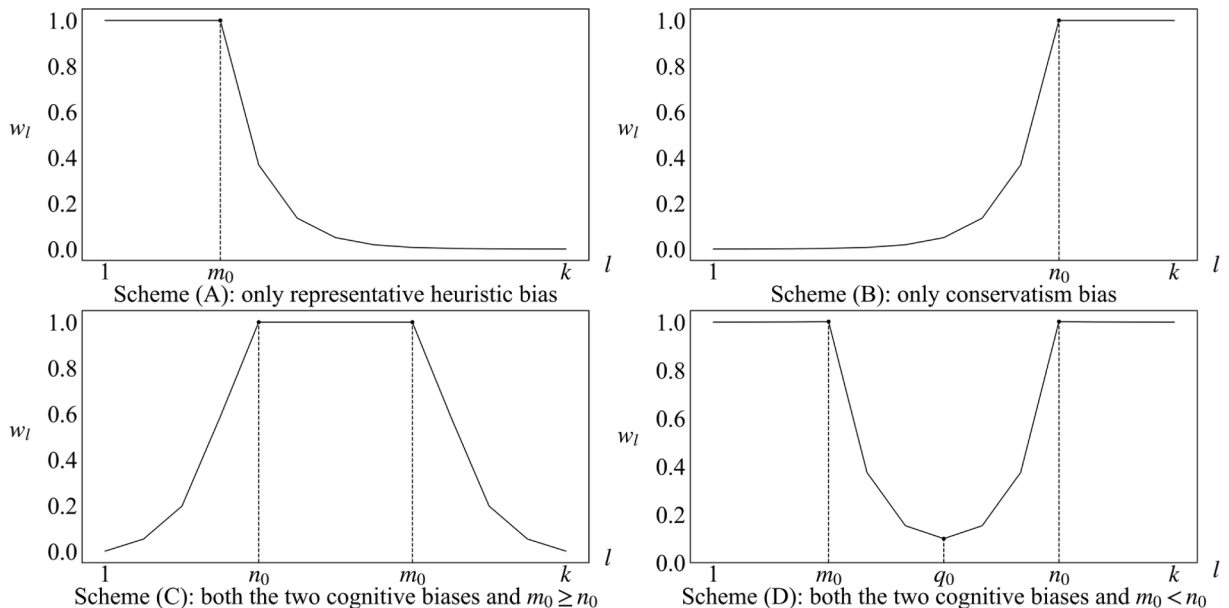 1.0
0.8
0.6
w_l
0.4
0.2
0.0
1 m_0 k l
Scheme (A): only representative heuristic bias
1.0
0.8
0.6
w_l
0.4
0.2
0.0
1 n_0 k l
Scheme (B): only conservatism bias
1.0
0.8
0.6
w_l
0.4
0.2
0.0
1 n_0 m_0 k l
Scheme (C): both the two cognitive biases and m_0 ≥ n_0
1.0
0.8
0.6
w_l
0.4
0.2
0.0
1 m_0 q_0 n_0 k l
Scheme (D): both the two cognitive biases and m_0 < n_0